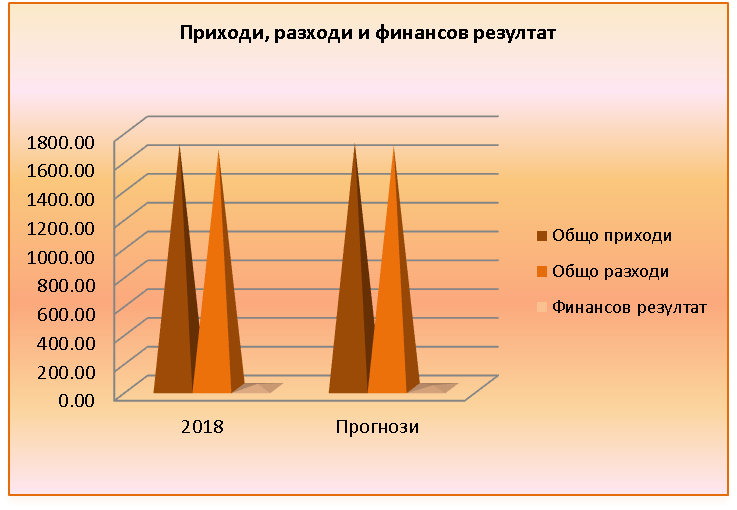 Приходи, разходи и финансов резултат
1800.00
1600.00
1400.00
1200.00
1000.00
800.00
600.00
400.00
200.00
0.00
2018
Прогнози
Общо приходи
Общо разходи
Финансов резултат